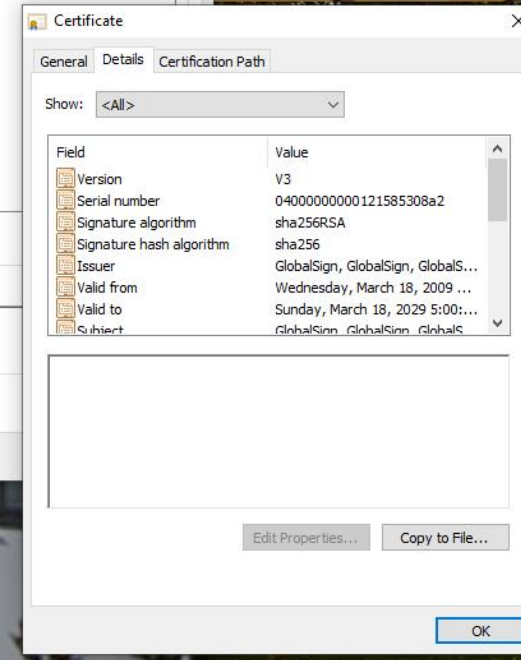 Certificate
General Details Certification Path
Show: <All>
Field Value
Version V3
Serial number 04000000000121585308a2
Signature algorithm sha256RSA
Signature hash algorithm sha256
Issuer GlobalSign, GlobalSign, GlobalS...
Valid from Wednesday, March 18, 2009 ...
Valid to Sunday, March 18, 2029 5:00:...
Subject GlobalSign, GlobalSign, GlobalS
Edit Properties... Copy to File...
OK